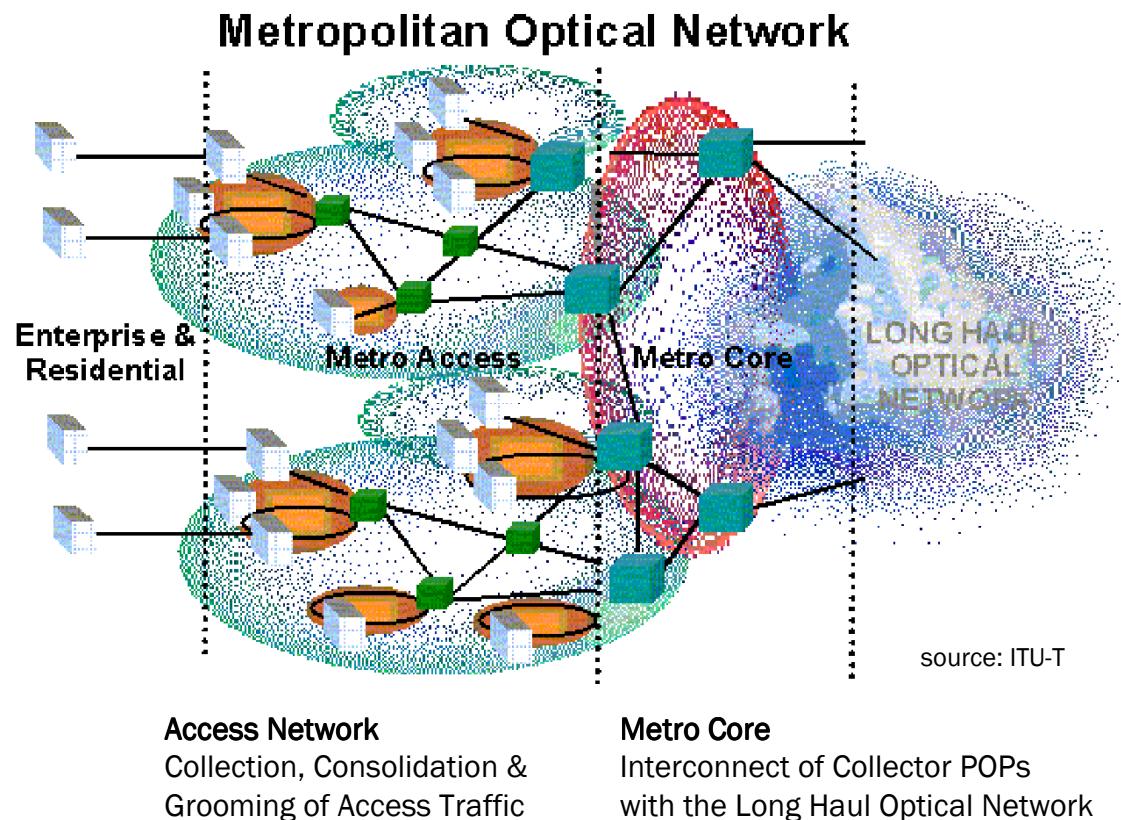 Metropolitan Optical Network
Enterprise &
Residential
Metro Access
Metro Core
LONG HAUL
OPTICAL
NETWORK
source: ITU-T
Access Network
Collection, Consolidation &
Grooming of Access Traffic
Metro Core
Interconnect of Collector POPs
with the Long Haul Optical Network